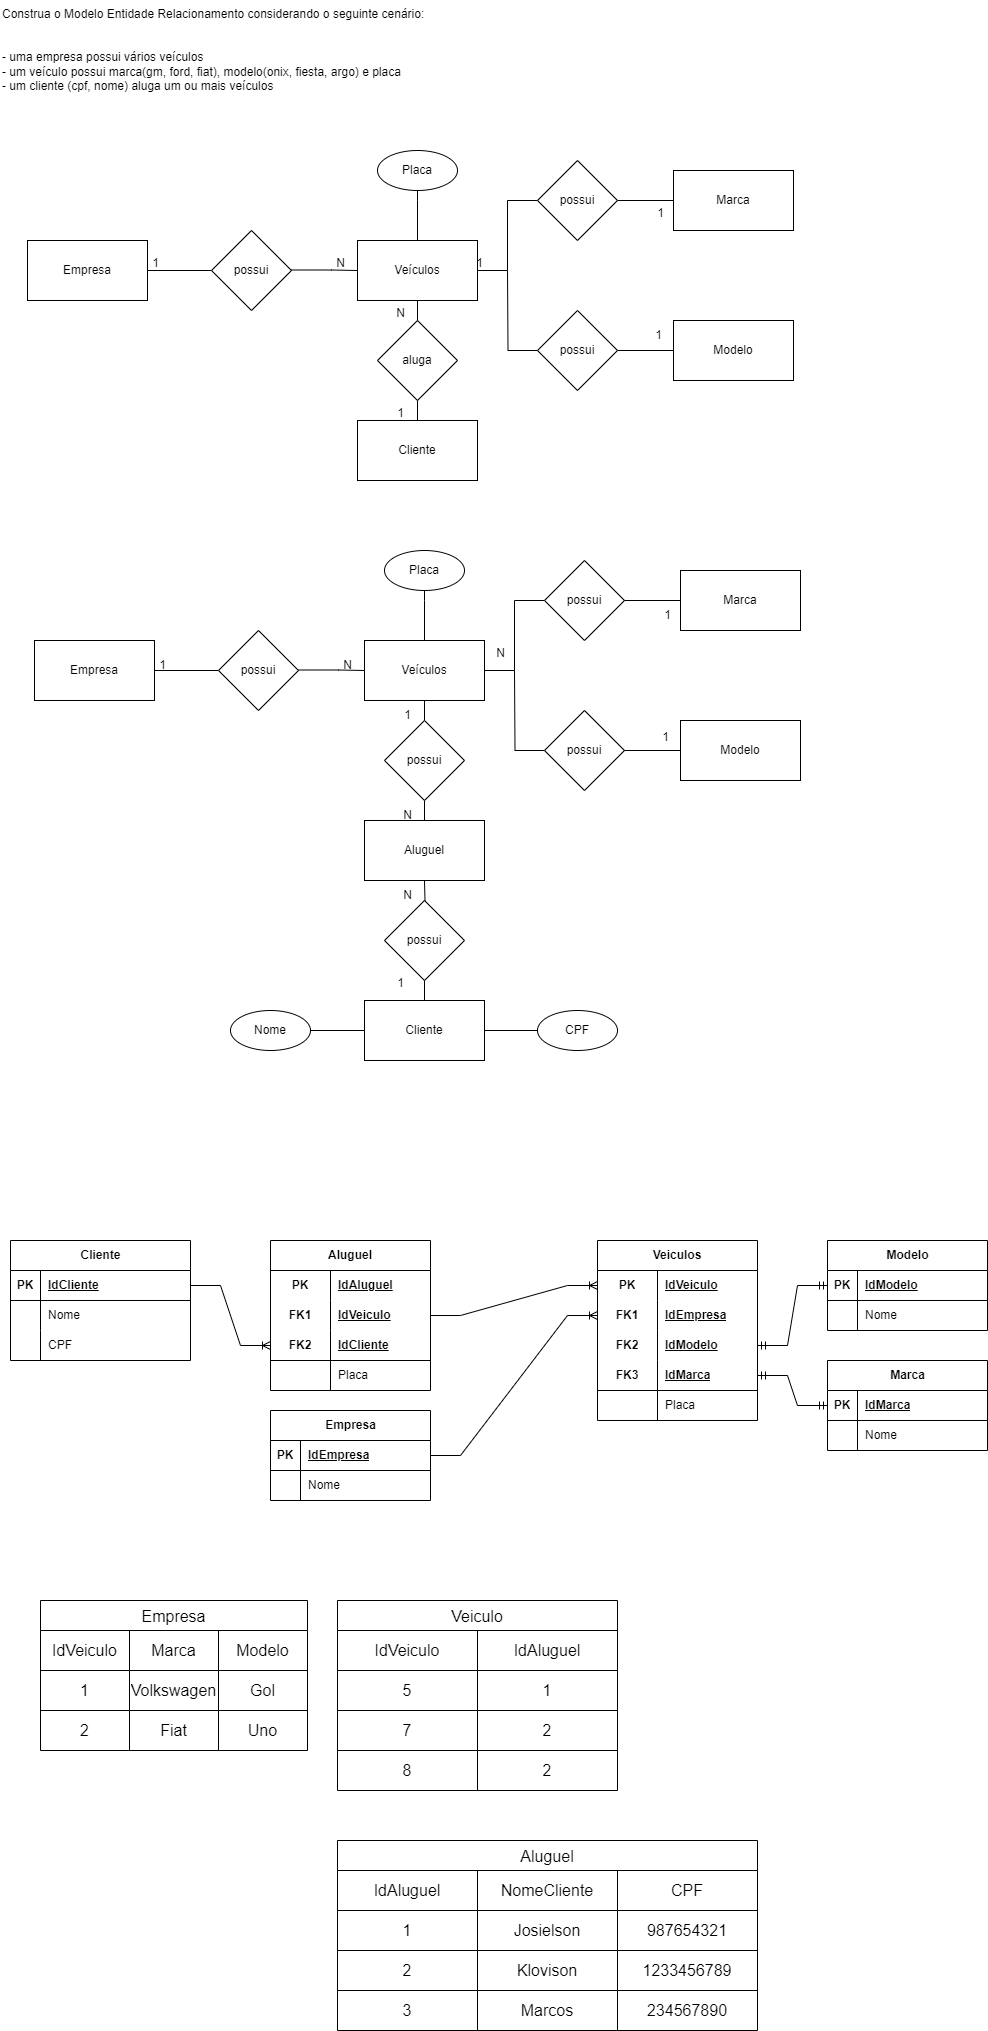 Construa o Modelo Entidade Relacionamento considerando o seguinte cenário:
- uma empresa possui vários veículos
- um veículo possui marca(gm, ford, fiat), modelo(onix, fiesta, argo) e placa
- um cliente (cpf, nome) aluga um ou mais veículos
Placa
possui
1
Marca
Empresa
1
possui
N
Veículos
1
N
aluga
possui
1
Modelo
1
Cliente
Placa
possui
1
Marca
Empresa
1
possui
N
Veículos
N
1
possui
possui
1
Modelo
N
Aluguel
N
possui
1
Nome
Cliente
CPF
Cliente
PK IdCliente
Nome
CPF
Aluguel
PK IdAluguel
FK1 IdVeiculo
FK2 IdCliente
Placa
Empresa
PK IdEmpresa
Nome
Veiculos
PK IdVeiculo
FK1 IdEmpresa
FK2 IdModelo
FK3 IdMarca
Placa
Modelo
PK IdModelo
Nome
Marca
PK IdMarca
Nome
Empresa
IdVeiculo Marca Modelo
1 Volkswagen Gol
2 Fiat Uno
Veiculo
IdVeiculo IdAluguel
5 1
7 2
8 2
Aluguel
IdAluguel NomeCliente CPF
1 Josielson 987654321
2 Klovison 1233456789
3 Marcos 234567890